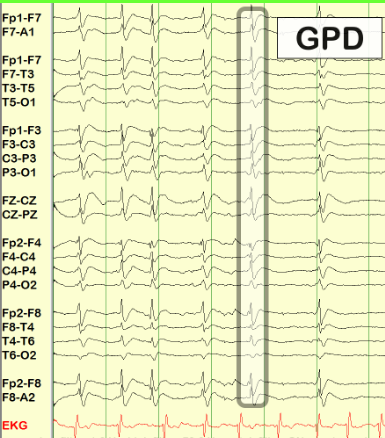 GPD
Fp1-F7
F7-A1
Fp1-F7
F7-T3
T3-T5
T5-O1
Fp1-F3
F3-C3
C3-P3
P3-O1
FZ-CZ
CZ-PZ
Fp2-F4
F4-C4
C4-P4
P4-O2
Fp2-F8
F8-T4
T4-T6
T6-O2
Fp2-F8
F8-A2
EKG